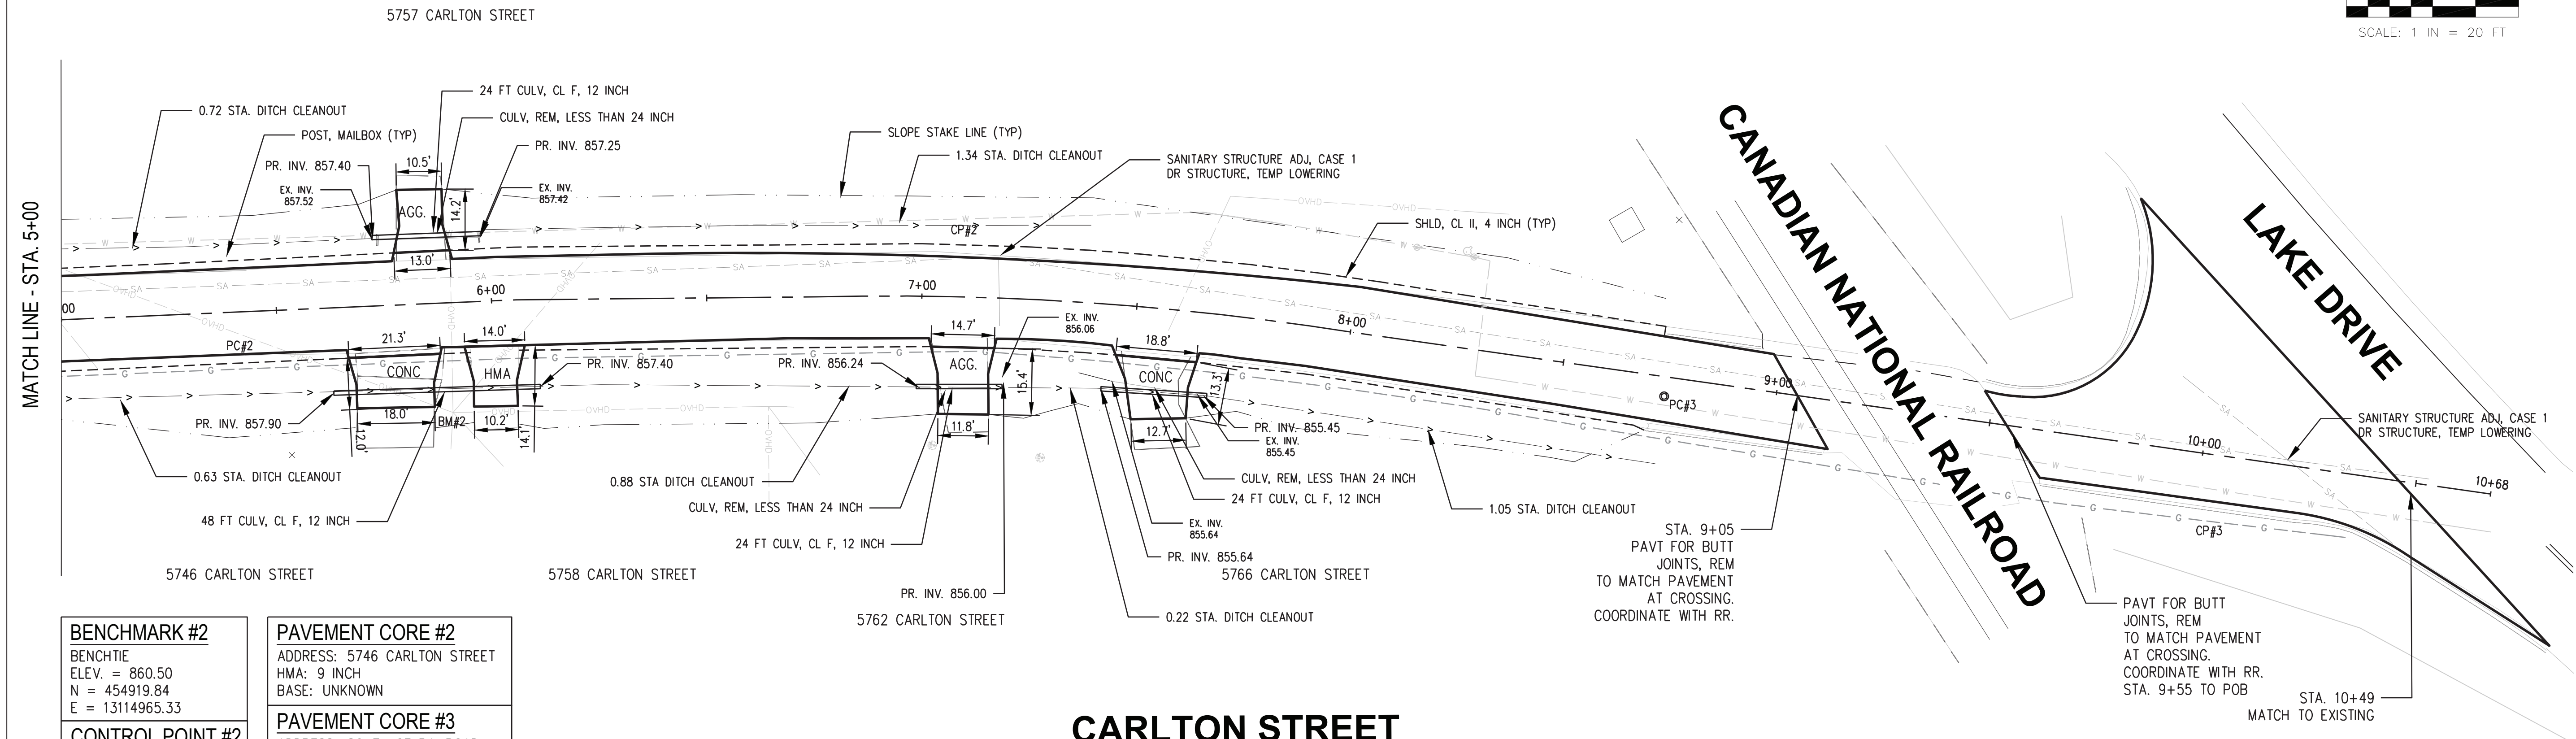 5757 CARLTON STREET
SCALE: 1 IN = 20 FT
MATCH LINE - STA. 5+00
0.72 STA. DITCH CLEANOUT
POST, MAILBOX (TYP)
PR. INV. 857.40
EX. INV.
857.52
24 FT CULV, CL F, 12 INCH
CULV, REM, LESS THAN 24 INCH
PR. INV. 857.25
EX. INV.
857.42
10.5'
AGG.
14.2'
13.0'
SLOPE STAKE LINE (TYP)
1.34 STA. DITCH CLEANOUT
CP#2
SANITARY STRUCTURE ADJ, CASE 1
DR STRUCTURE, TEMP LOWERING
SHLD, CL II, 4 INCH (TYP)
CANADIAN NATIONAL RAILROAD
LAKE DRIVE
00
6+00
7+00
8+00
9+00
10+00
10+68
PC#2
21.3'
CONC
18.0'
12.0'
BM#2
14.0'
HMA
10.2'
14.1'
PR. INV. 857.40
PR. INV. 857.90
0.63 STA. DITCH CLEANOUT
48 FT CULV, CL F, 12 INCH
PR. INV. 856.24
14.7'
AGG.
15.4'
11.8'
EX. INV.
856.06
0.88 STA DITCH CLEANOUT
CULV, REM, LESS THAN 24 INCH
24 FT CULV, CL F, 12 INCH
PR. INV. 856.00
18.8'
CONC
13.3'
12.7'
PR. INV. 855.45
EX. INV.
855.45
CULV, REM, LESS THAN 24 INCH
24 FT CULV, CL F, 12 INCH
EX. INV.
855.64
PR. INV. 855.64
0.22 STA. DITCH CLEANOUT
1.05 STA. DITCH CLEANOUT
PC#3
STA. 9+05
PAVT FOR BUTT
JOINTS, REM
TO MATCH PAVEMENT
AT CROSSING.
COORDINATE WITH RR.
SANITARY STRUCTURE ADJ, CASE 1
DR STRUCTURE, TEMP LOWERING
CP#3
PAVT FOR BUTT
JOINTS, REM
TO MATCH PAVEMENT
AT CROSSING.
COORDINATE WITH RR.
STA. 9+55 TO POB
STA. 10+49
MATCH TO EXISTING
5746 CARLTON STREET
5758 CARLTON STREET
5762 CARLTON STREET
5766 CARLTON STREET
BENCHMARK #2
BENCHTIE
ELEV. = 860.50
N = 454919.84
E = 13114965.33
CONTROL POINT #2
PAVEMENT CORE #2
ADDRESS: 5746 CARLTON STREET
HMA: 9 INCH
BASE: UNKNOWN
PAVEMENT CORE #3
CARLTON STREET